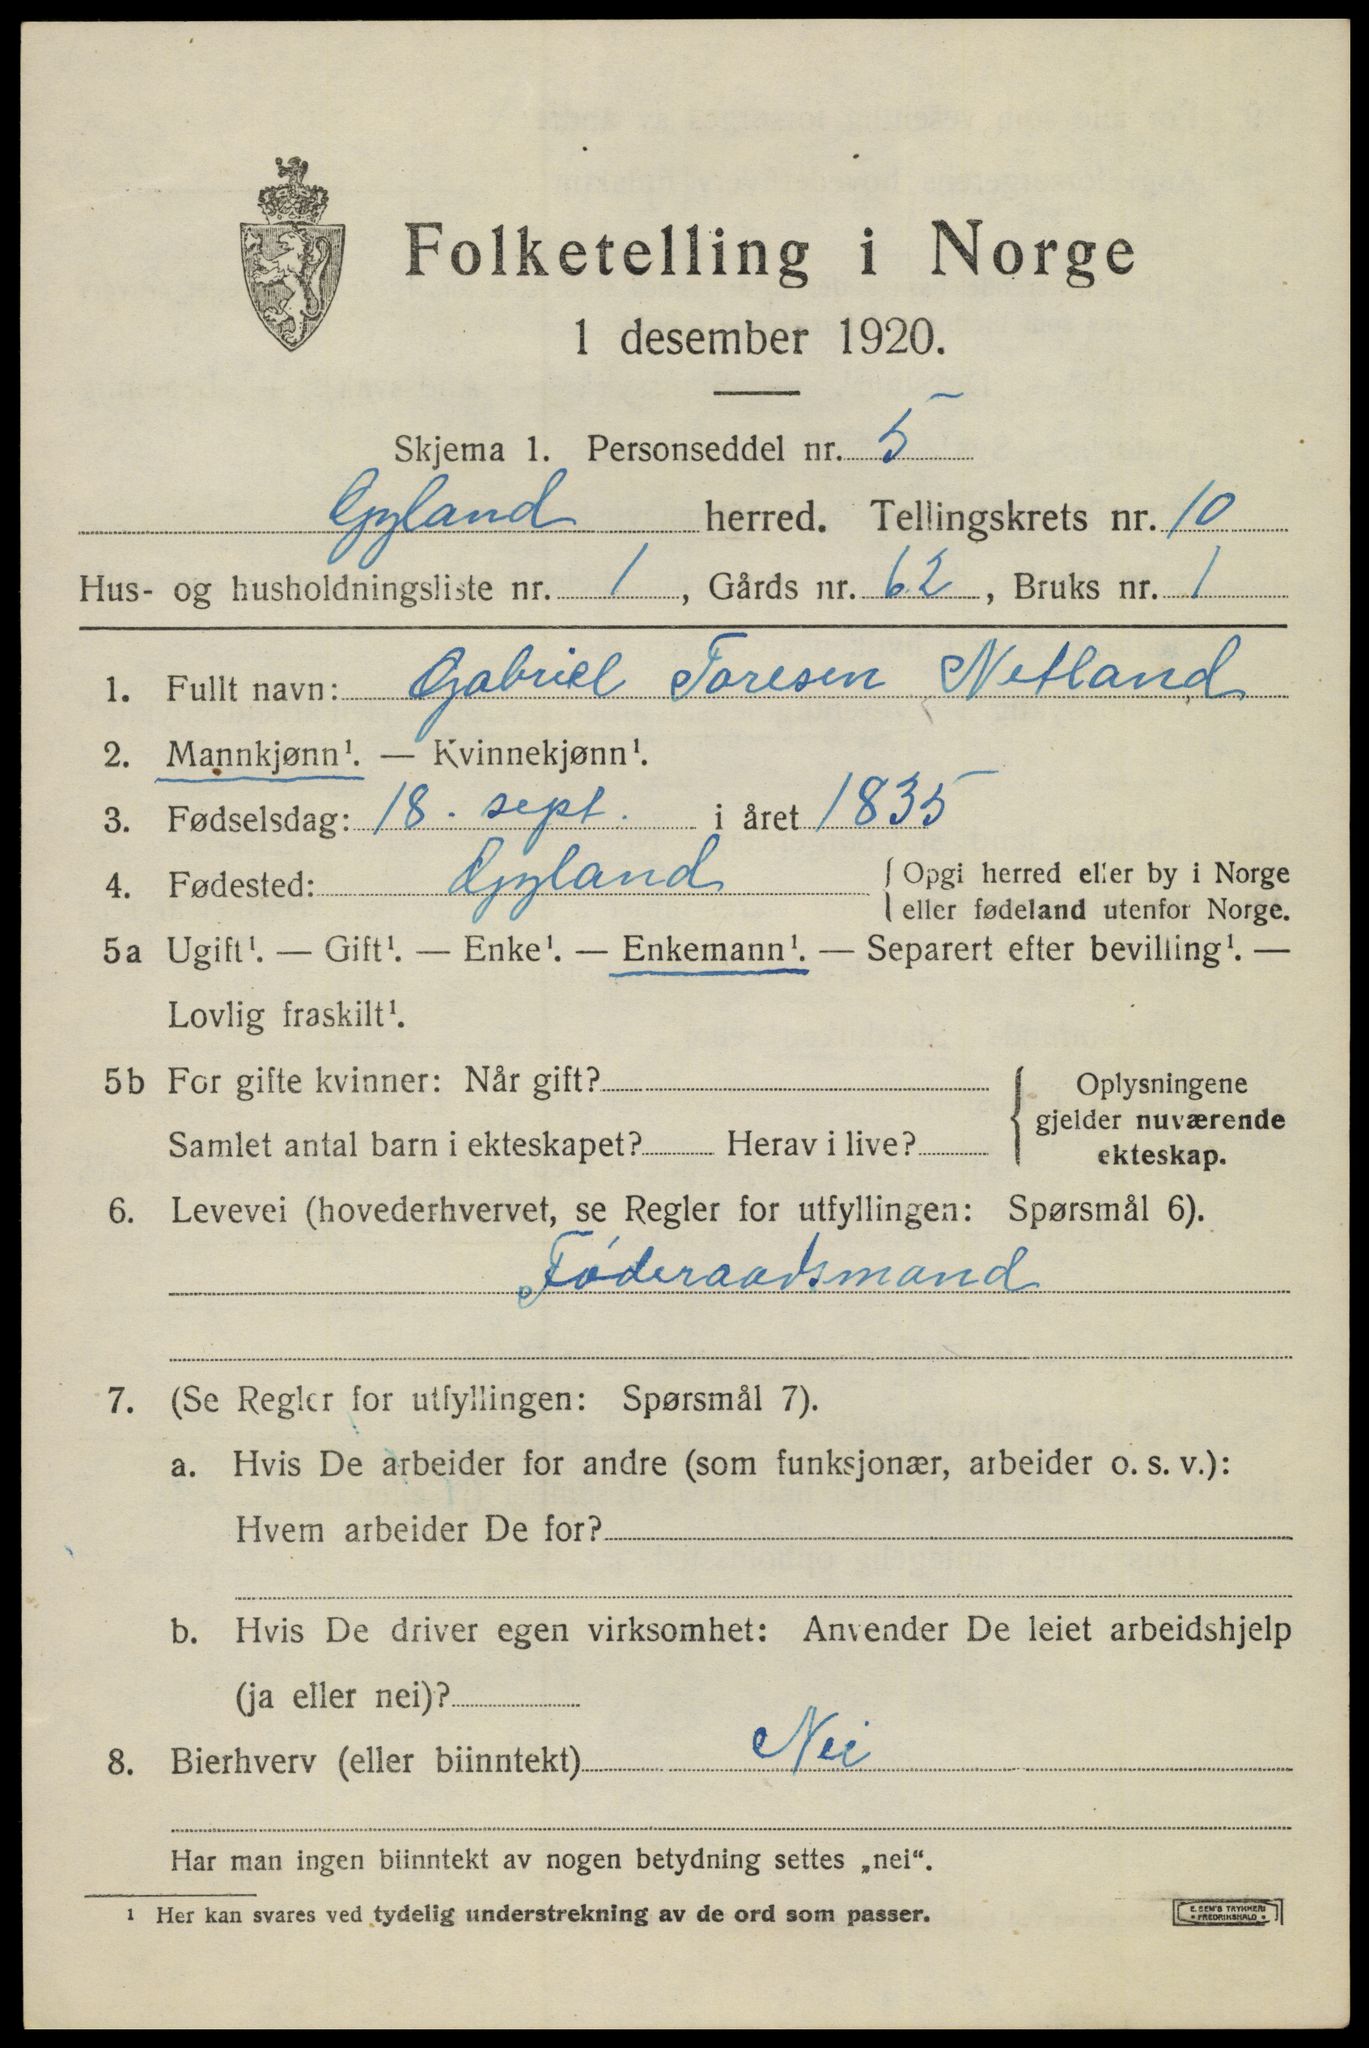 Folketelling i Norge
1 desember 1920.
Skjema 1. Personseddel nr. 5
Gyland herred. Tellingskrets nr. 10
Hus- og husholdningsliste nr. 1, Gårds nr. 62, Bruks nr. 1
1. Fullt navn: Gabriel Toresen Netland
2. Mannkjønn¹. — Kvinnekjønn¹.
3. Fødselsdag: 18. sept. i året 1835
4. Fødested: Gyland { Opgi herred eller by i Norge
eller fødeland utenfor Norge.
5a Ugift¹. — Gift¹. — Enke¹. — Enkemann¹. — Separert efter bevilling¹. —
Lovlig fraskilt¹.
5b For gifte kvinner: Når gift?
Samlet antal barn i ekteskapet? Herav i live?
{ Oplysningene
gjelder nuværende
ekteskap.
6. Levevei (hovederhvervet, se Regler for utfyllingen: Spørsmål 6).
Føderaadsmand
7. (Se Regler for utfyllingen: Spørsmål 7).
a. Hvis De arbeider for andre (som funksjonær, arbeider o. s. v.):
Hvem arbeider De for?
b. Hvis De driver egen virksomhet: Anvender De leiet arbeidshjelp
(ja eller nei)?
8. Bierhverv (eller biinntekt) Nei
Har man ingen biinntekt av nogen betydning settes „nei“.
¹ Her kan svares ved tydelig understrekning av de ord som passer.
E. SEM'S TRYKKERI
• FREDRIKSHALD •